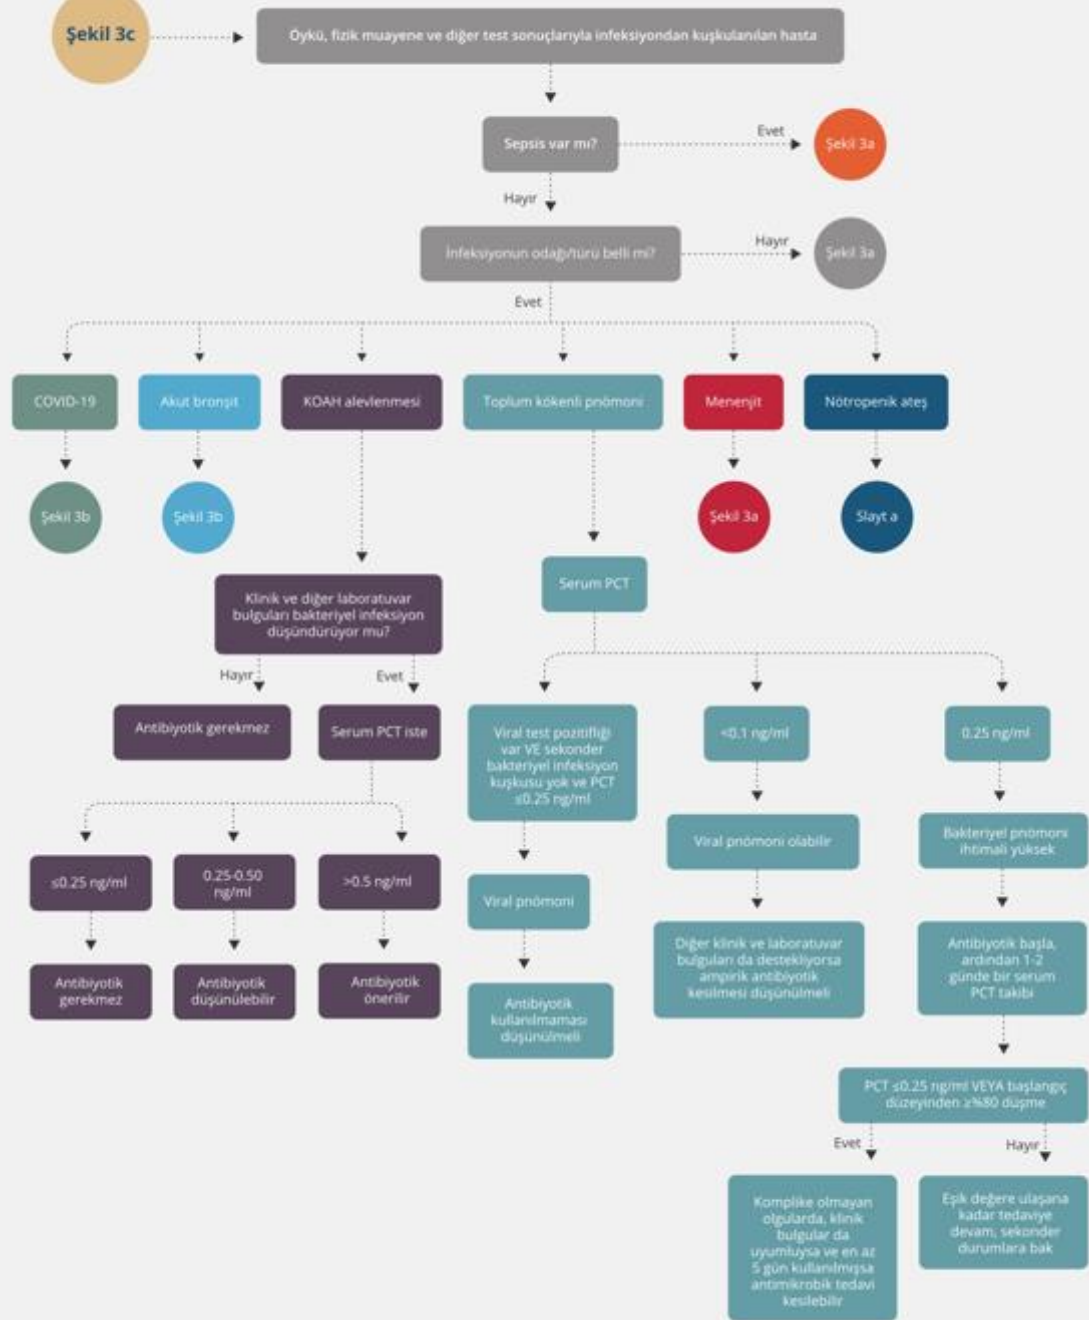 Şekil 3c
Öykü, fizik muayene ve diğer test sonuçlarıyla infeksiyondan kuşkulanılan hasta
Sepsis var mı?
Evet
Şekil 3a
Hayır
İnfeksiyonun odağı/türü belli mi?
Hayır
Şekil 3a
Evet
COVID-19
Akut bronşit
KOAH alevlenmesi
Toplum kökenli pnömoni
Menenjit
Nötropenik ateş
Şekil 3b
Şekil 3b
Şekil 3a
Slayt a
Klinik ve diğer laboratuvar
bulguları bakteriyel infeksiyon
düşündürüyor mu?
Hayır
Evet
Antibiyotik gerekmez
Serum PCT iste
≤0.25 ng/ml
0.25-0.50
ng/ml
>0.5 ng/ml
Antibiyotik
gerekmez
Antibiyotik
düşünülebilir
Antibiyotik
önerilir
Serum PCT
Viral test pozitifliği
var VE sekonder
bakteriyel infeksiyon
kuşkusu yok ve PCT
≤0.25 ng/ml
Viral pnömoni
Antibiyotik
kullanılmaması
düşünülmeli
<0.1 ng/ml
Viral pnömoni olabilir
Diğer klinik ve laboratuvar
bulguları da destekliyorsa
ampirik antibiyotik
kesilmesi düşünülmeli
0.25 ng/ml
Bakteriyel pnömoni
ihtimali yüksek
Antibiyotik başla,
ardından 1-2
günde bir serum
PCT takibi
PCT ≤0.25 ng/ml VEYA başlangıç
düzeyinden ≥%80 düşme
Evet
Hayır
Komplike olmayan
olgularda, klinik
bulgular da
uyumluysa ve en az
5 gün kullanılmışsa
antimikrobik tedavi
kesilebilir
Eşik değere ulaşana
kadar tedaviye
devam, sekonder
durumlara bak